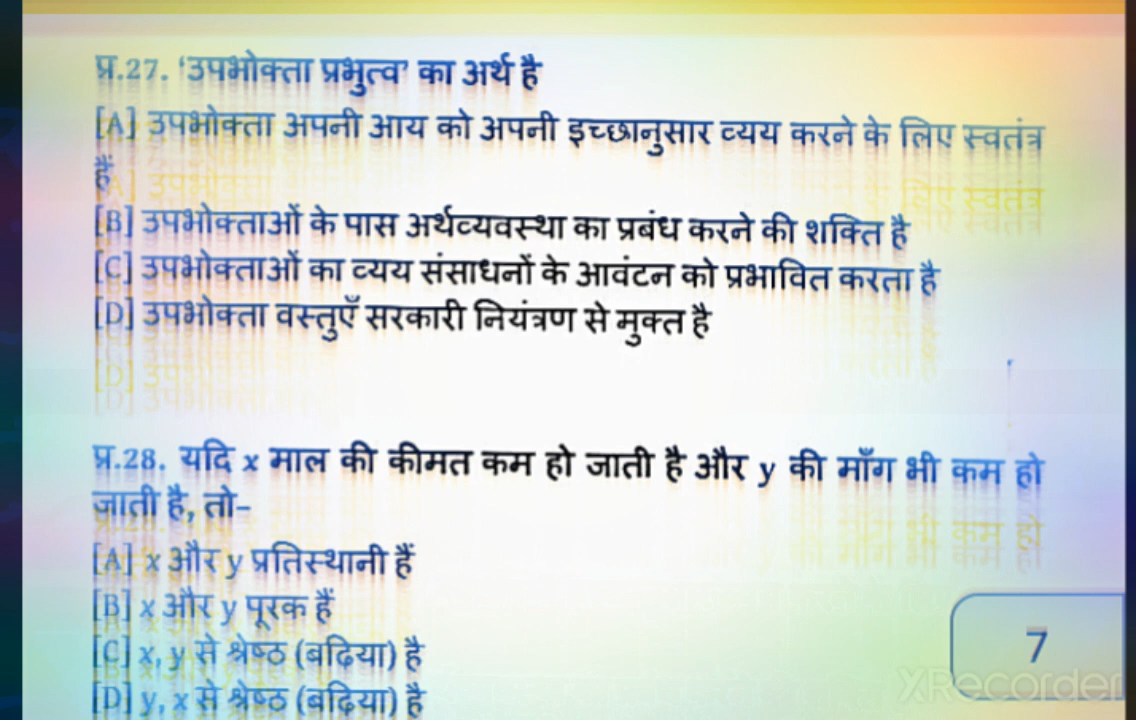 प्र.27. 'उपभोक्ता प्रभुत्व' का अर्थ है
[A] उपभोक्ता अपनी आय को अपनी इच्छानुसार व्यय करने के लिए स्वतंत्र
हैं
[B] उपभोक्ताओं के पास अर्थव्यवस्था का प्रबंध करने की शक्ति है
[C] उपभोक्ताओं का व्यय संसाधनों के आवंटन को प्रभावित करता है
[D] उपभोक्ता वस्तुएँ सरकारी नियंत्रण से मुक्त है
प्र.28. यदि x माल की कीमत कम हो जाती है और y की माँग भी कम हो
जाती है, तो-
[A] x और y प्रतिस्थानी हैं
[B] x और y पूरक हैं
[C] x, y से श्रेष्ठ (बढ़िया) है
[D] y, x से श्रेष्ठ (बढ़िया) है
7
XRecorder